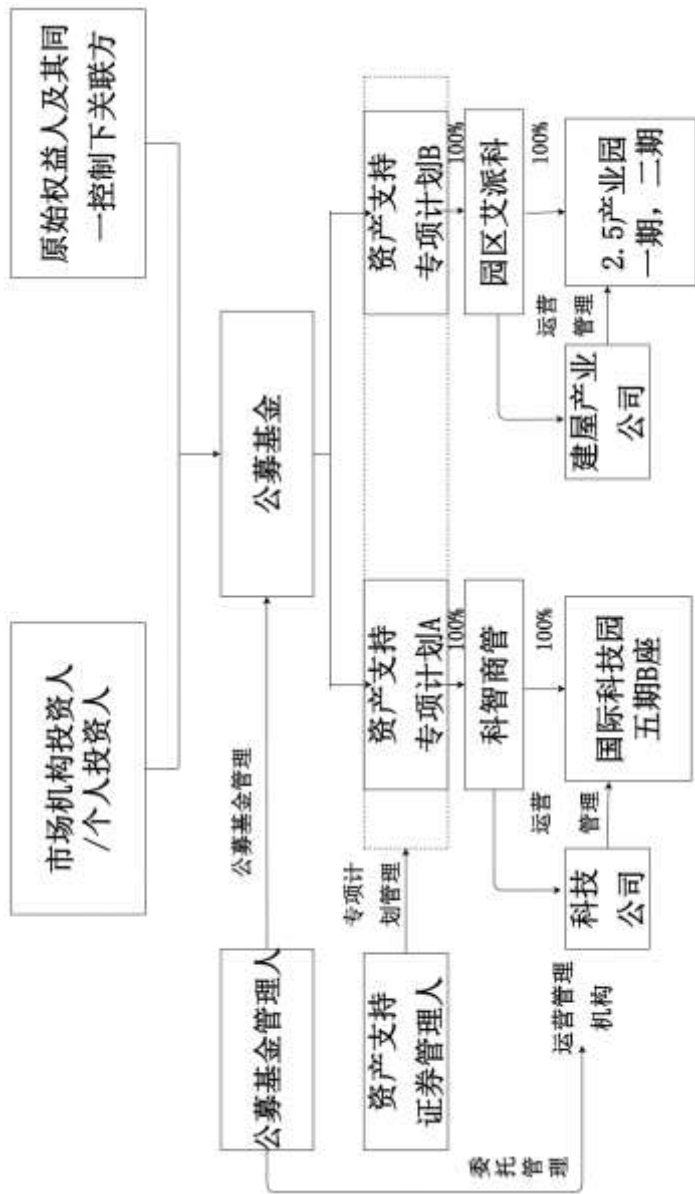 市场机构投资人
/个人投资人
原始权益人及其同
一控制下关联方
公募基金管理人
公募基金管理
公募基金
资产支持
证券管理人
专项计
划管理
资产支持
专项计划A
资产支持
专项计划B
100%
100%
科智商管
园区艾派科
100%
100%
委托
管理
运营管理
机构
科技
公司
运营
管理
国际科技园
五期B座
建屋产业
公司
运营
管理
2.5产业园
一期，二期